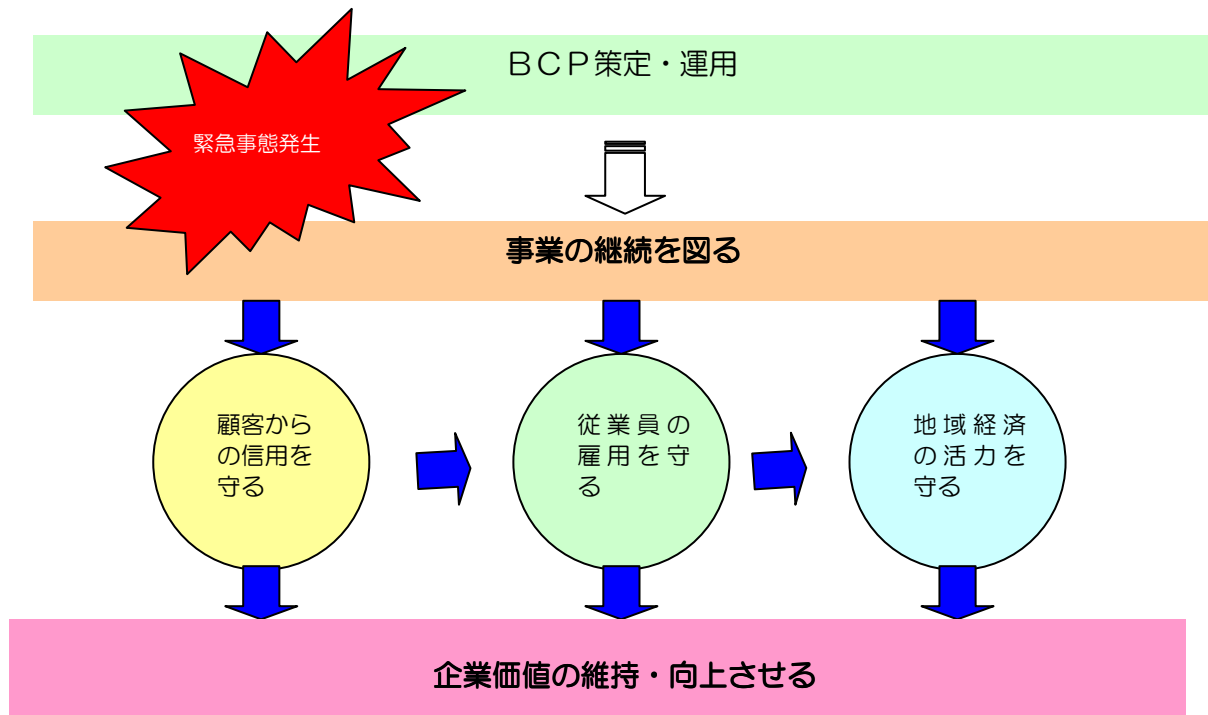 ＢＣＰ策定・運用
緊急事態発生
事業の継続を図る
顧客から
の信用を
守る
従業員の
雇用を守
る
地域経済
の活力を
守る
企業価値の維持・向上させる